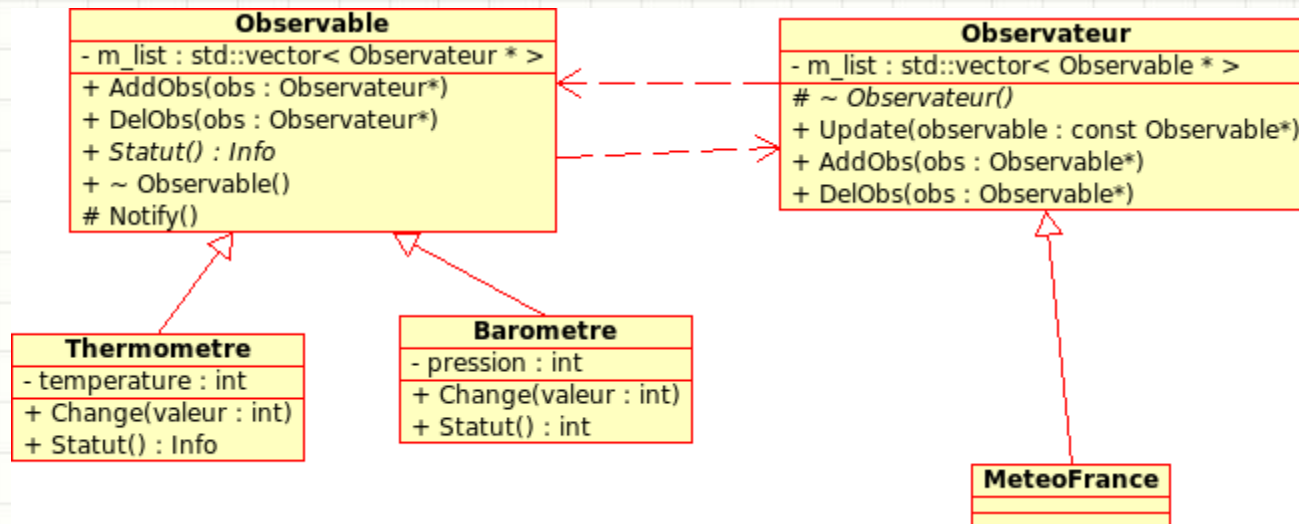 Observable
- m_list : std::vector< Observateur * >
+ AddObs(obs : Observateur*)
+ DelObs(obs : Observateur*)
+ Statut() : Info
+ ~ Observable()
# Notify()
Observateur
- m_list : std::vector< Observable * >
# ~ Observateur()
+ Update(observable : const Observable*)
+ AddObs(obs : Observable*)
+ DelObs(obs : Observable*)
Thermometre
- temperature : int
+ Change(valeur : int)
+ Statut() : Info
Barometre
- pression : int
+ Change(valeur : int)
+ Statut() : int
MeteoFrance